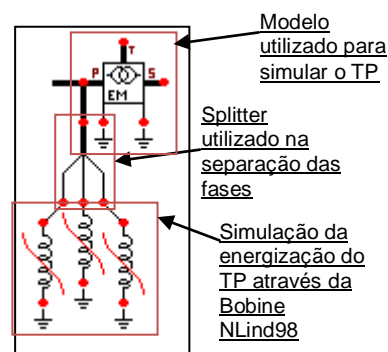 Modelo
utilizado para
simular o TP
T
P
S
EM
Splitter
utilizado na
separação das
fases
Simulação da
energização do
TP através da
Bobine
NLind98